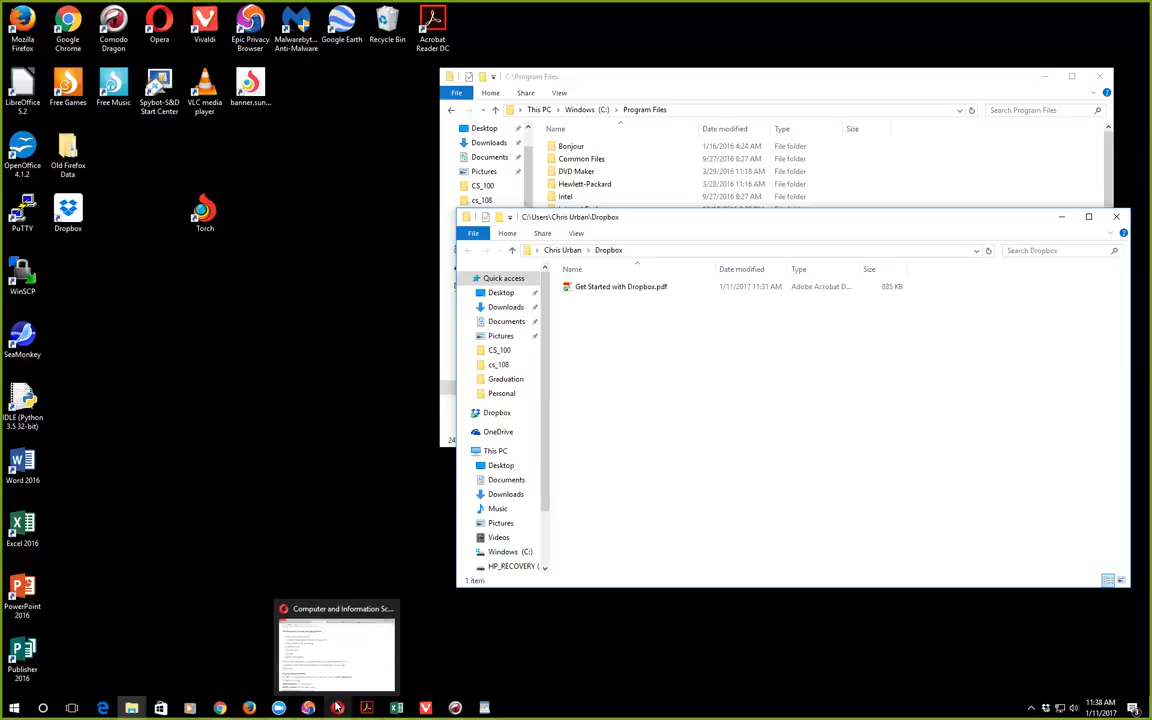 Mozilla Firefox
Google Chrome
Comodo Dragon
Opera
Vivaldi
Epic Privacy Browser
Malwarebyt... Anti-Malware
Google Earth
Recycle Bin
Acrobat Reader DC
LibreOffice 5.2
Free Games
Free Music
Spybot-S&D Start Center
VLC media player
banner.sun...
OpenOffice 4.1.2
Old Firefox Data
PuTTY
Dropbox
Torch
WinSCP
SeaMonkey
IDLE (Python 3.5 32-bit)
Word 2016
Excel 2016
PowerPoint 2016
Publisher 2016
C:\Program Files
File Home Share View
This PC > Windows (C:) > Program Files
Search Program Files
Name Date modified Type Size
Desktop
Downloads
Documents
Pictures
CS_100
cs_108
Bonjour 1/16/2016 4:24 AM File folder
Common Files 9/27/2016 8:27 AM File folder
DVD Maker 3/29/2016 11:18 AM File folder
Hewlett-Packard 3/28/2016 11:16 AM File folder
Intel 9/27/2016 8:27 AM File folder
24
C:\Users\Chris Urban\Dropbox
File Home Share View
Chris Urban > Dropbox
Search Dropbox
Name Date modified Type Size
Get Started with Dropbox.pdf 1/11/2017 11:31 AM Adobe Acrobat D... 885 KB
Quick access
Desktop
Downloads
Documents
Pictures
CS_100
cs_108
Graduation
Personal
Dropbox
OneDrive
This PC
Desktop
Documents
Downloads
Music
Pictures
Videos
Windows (C:)
HP_RECOVERY (
1 item
Computer and Information Sc...
11:38 AM
1/11/2017